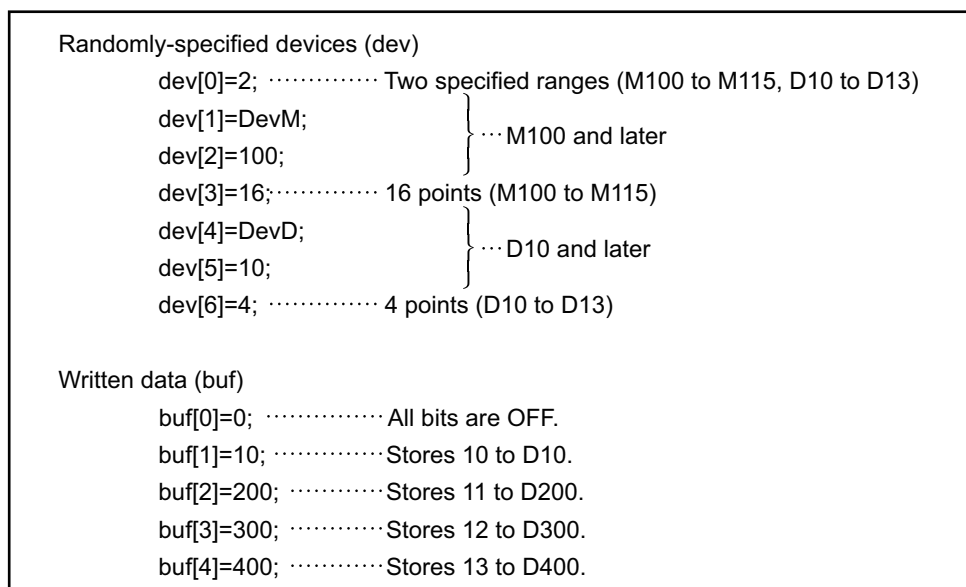 Randomly-specified devices (dev)
dev[0]=2; ·············· Two specified ranges (M100 to M115, D10 to D13)
dev[1]=DevM;
···M100 and later
dev[2]=100;
dev[3]=16;·············· 16 points (M100 to M115)
dev[4]=DevD;
···D10 and later
dev[5]=10;
dev[6]=4; ·············· 4 points (D10 to D13)
Written data (buf)
buf[0]=0; ··············· All bits are OFF.
buf[1]=10; ··············Stores 10 to D10.
buf[2]=200; ············Stores 11 to D200.
buf[3]=300; ············Stores 12 to D300.
buf[4]=400; ············Stores 13 to D400.